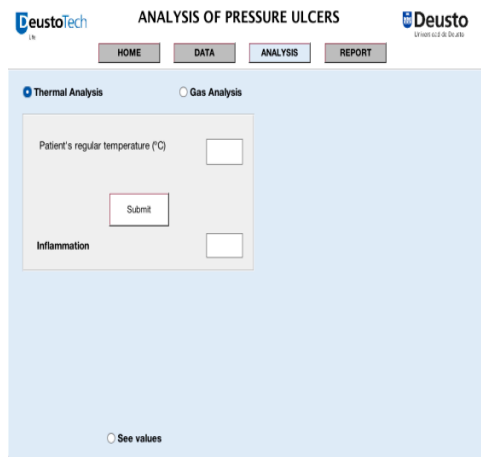 DeustoTech
ANALYSIS OF PRESSURE ULCERS
Deusto
HOME DATA ANALYSIS REPORT
Thermal Analysis Gas Analysis
Patient's regular temperature (°C)
Submit
Inflammation
See values